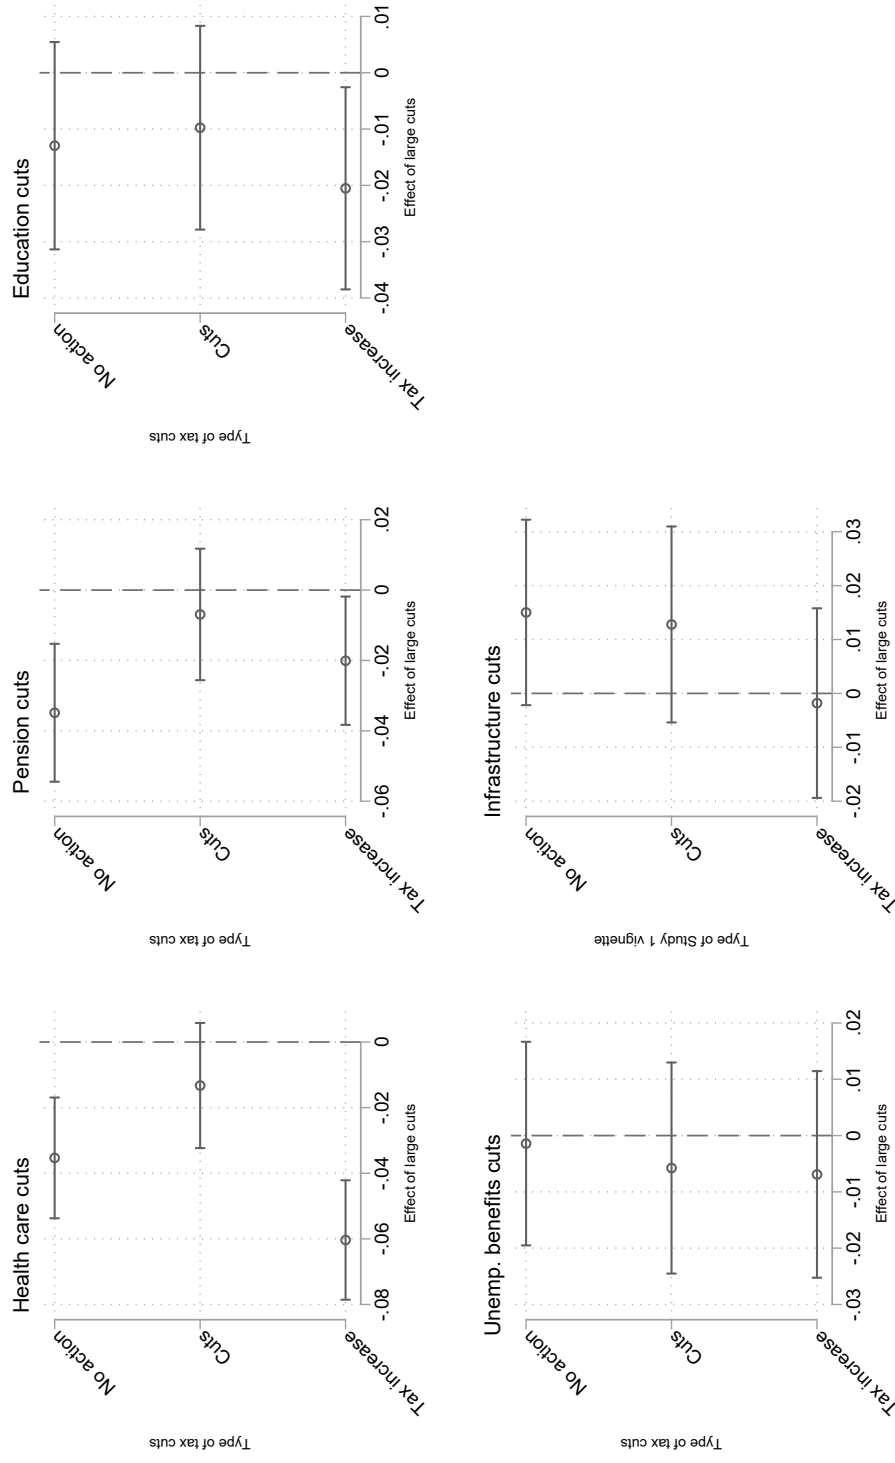 Health care cuts
No action
Cuts
Tax increase
Type of tax cuts
-.08 -.06 -.04 -.02 0
Effect of large cuts
Pension cuts
No action
Cuts
Tax increase
Type of tax cuts
-.06 -.04 -.02 0 .02
Effect of large cuts
Education cuts
No action
Cuts
Tax increase
Type of tax cuts
-.04 -.03 -.02 -.01 0 .01
Effect of large cuts
Unemp. benefits cuts
No action
Cuts
Tax increase
Type of tax cuts
-.03 -.02 -.01 0 .01 .02
Effect of large cuts
Infrastructure cuts
No action
Cuts
Tax increase
Type of Study 1 vignette
-.02 -.01 0 .01 .02 .03
Effect of large cuts